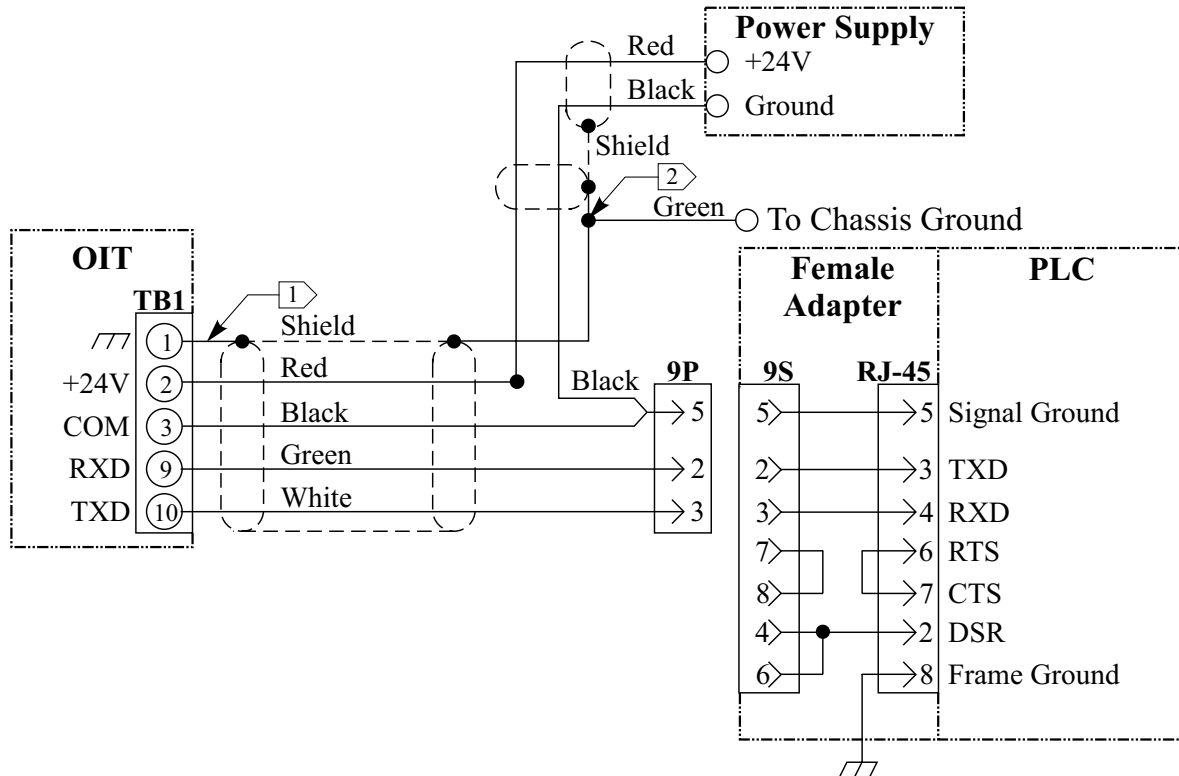 Power Supply
Red
+24V
Black
Ground
Shield
2
Green
To Chassis Ground
OIT
Female
Adapter
PLC
TB1
1
1
Shield
+24V
2
Red
COM
3
Black
RXD
9
Green
TXD
10
White
Black
9P
5
2
3
9S
RJ-45
5
5
Signal Ground
2
3
TXD
3
4
RXD
7
6
RTS
8
7
CTS
4
2
DSR
6
8
Frame Ground